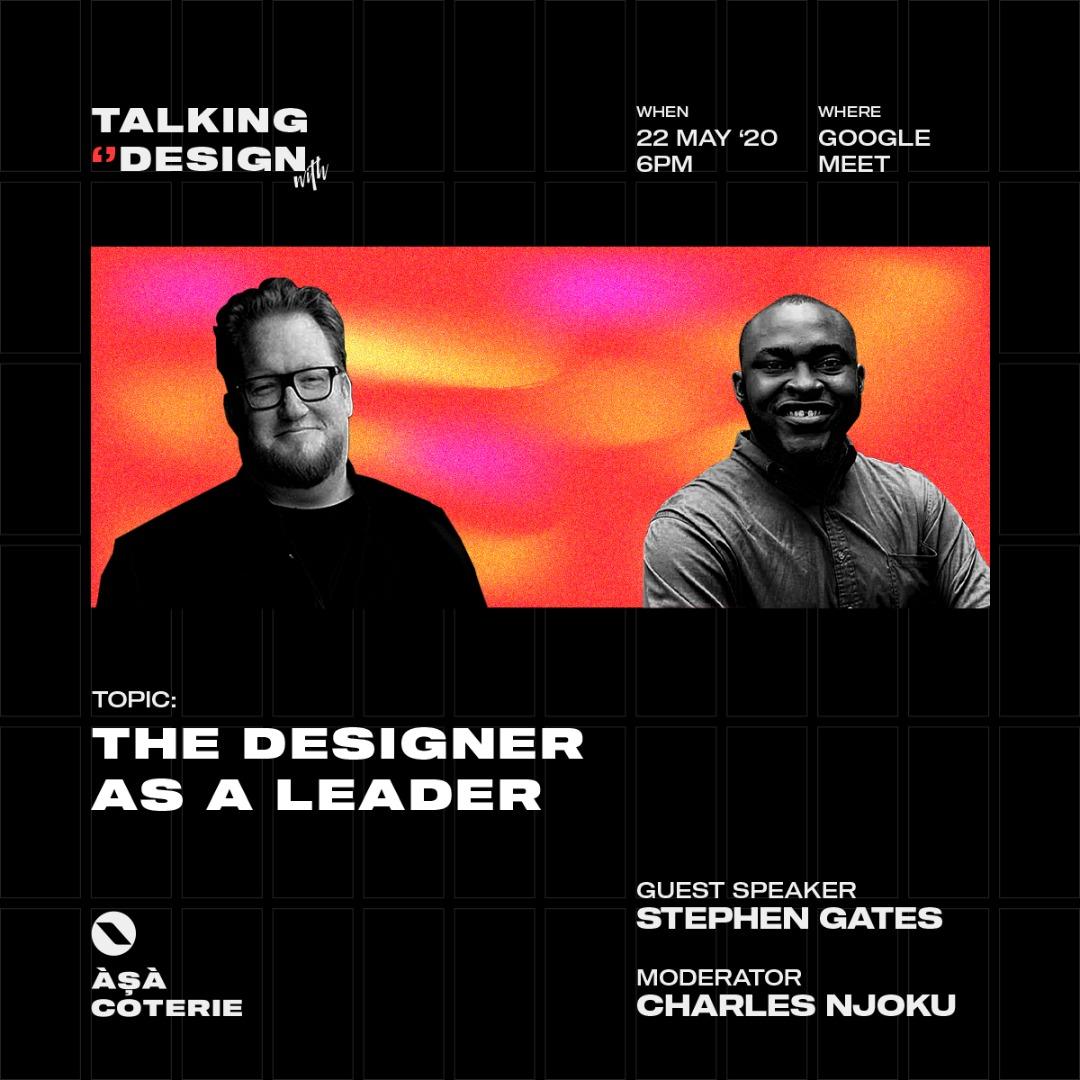 TALKING
‘’DESIGN
with
WHEN
22 MAY ‘20
6PM
WHERE
GOOGLE
MEET
TOPIC:
THE DESIGNER
AS A LEADER
GUEST SPEAKER
STEPHEN GATES
MODERATOR
CHARLES NJOKU
ÀṢÀ
COTERIE